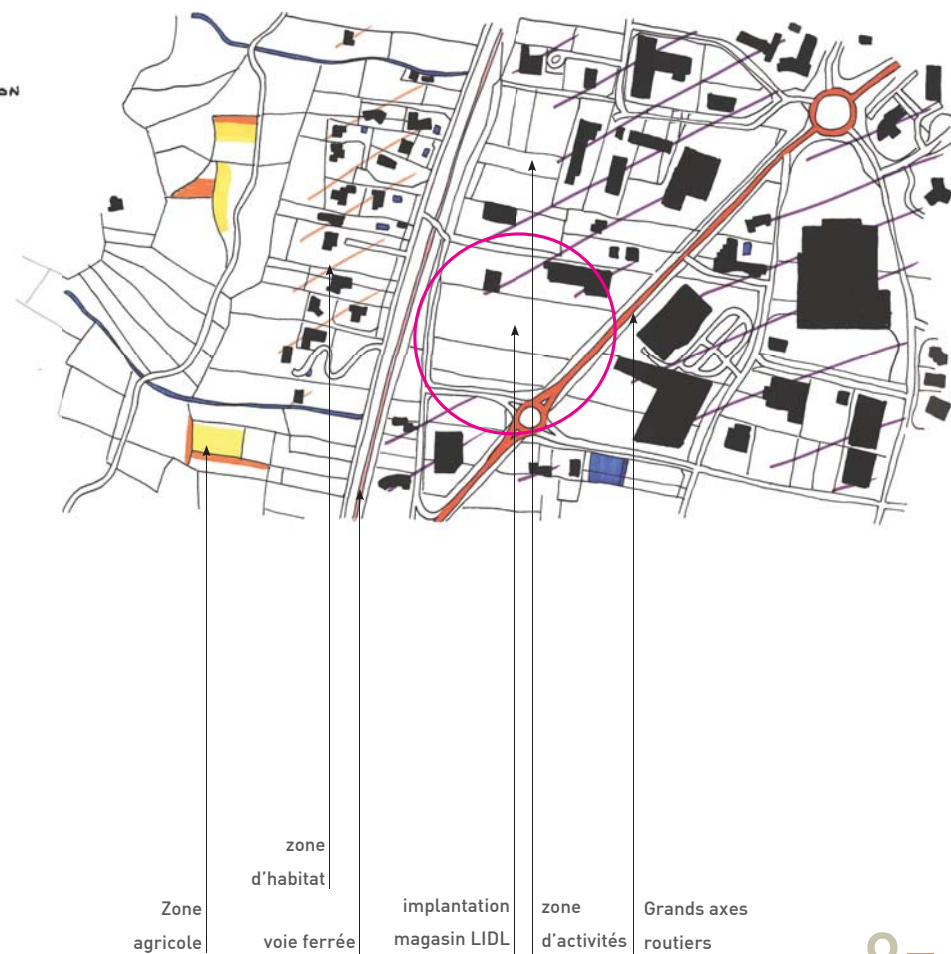 zone
d'habitat
Zone
agricole
voie ferrée
implantation
magasin LIDL
zone
d'activités
Grands axes
routiers